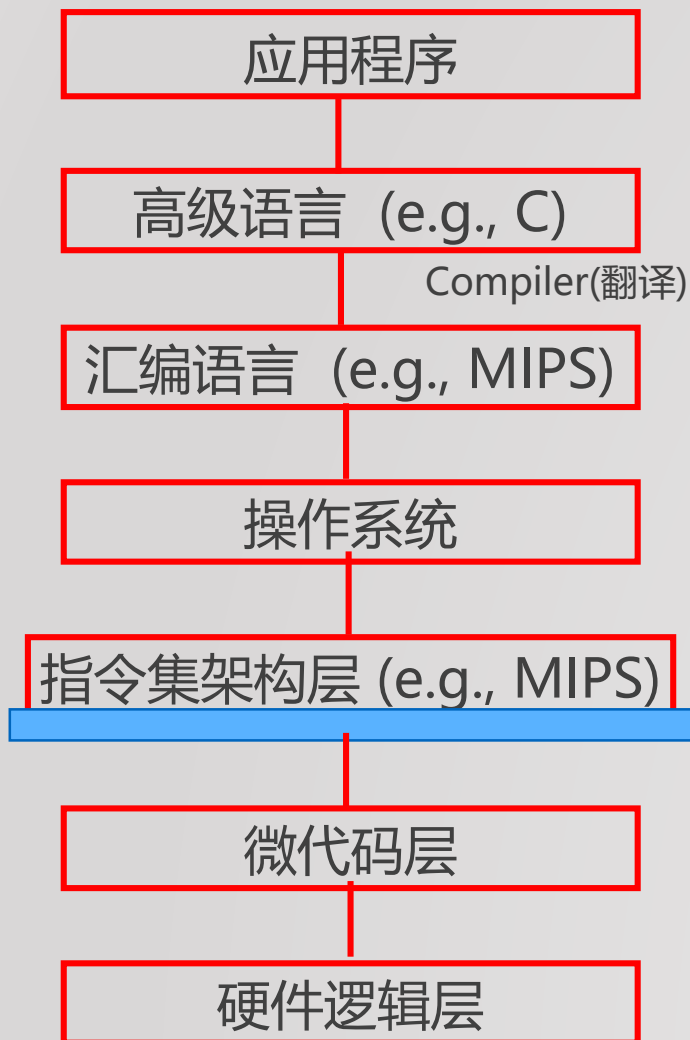 应用程序
高级语言 (e.g., C)
Compiler(翻译)
汇编语言 (e.g., MIPS)
操作系统
指令集架构层 (e.g., MIPS)
微代码层
硬件逻辑层